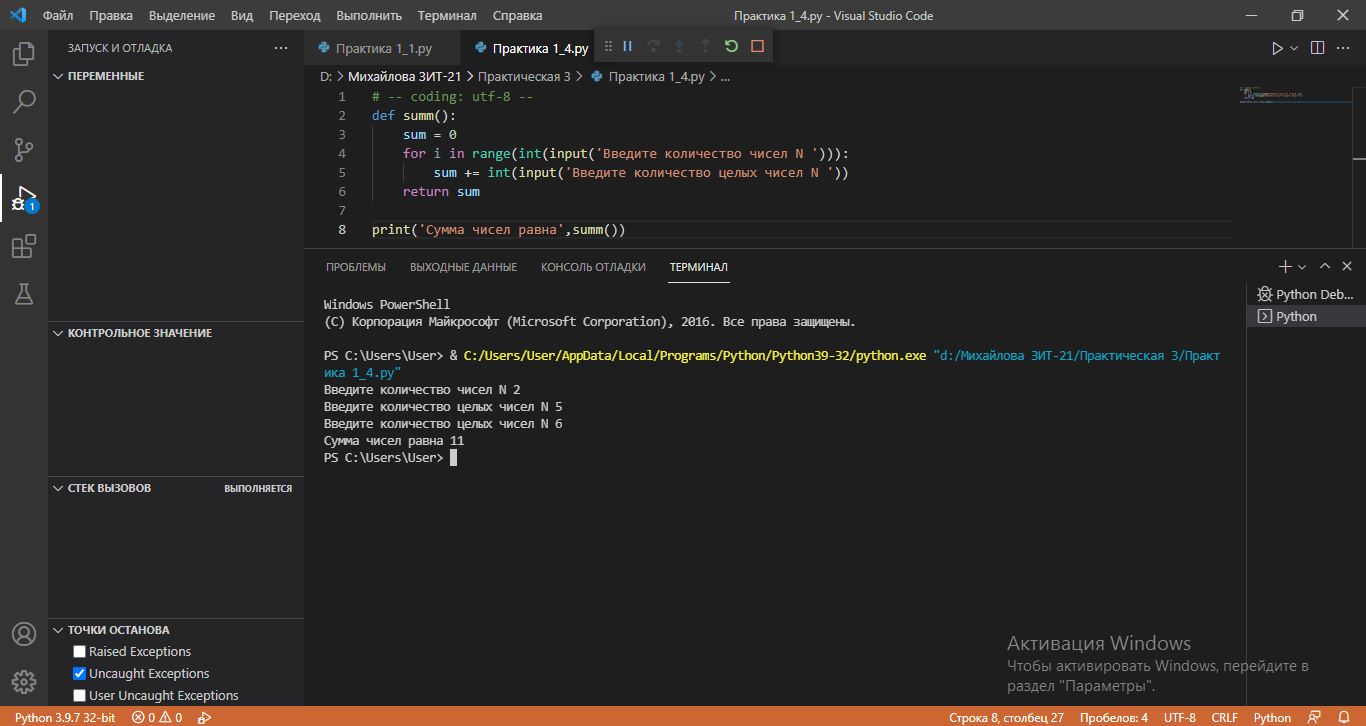 Файл Правка Выделение Вид Переход Выполнить Терминал Справка Практика 1_4.py - Visual Studio Code
ЗАПУСК И ОТЛАДКА ...
Практика 1_1.py
Практика 1_4.py
ПЕРЕМЕННЫЕ
D: > Михайлова ЗИТ-21 > Практическая 3 > Практика 1_4.py > ...
1 # -- coding: utf-8 --
2 def summ():
3 sum = 0
4 for i in range(int(input('Введите количество чисел N '))):
5 sum += int(input('Введите количество целых чисел N '))
6 return sum
7
8 print('Сумма чисел равна',summ())
1
КОНТРОЛЬНОЕ ЗНАЧЕНИЕ
СТЕК ВЫЗОВОВ ВЫПОЛНЯЕТСЯ
ТОЧКИ ОСТАНОВА
Raised Exceptions
Uncaught Exceptions
User Uncaught Exceptions
ПРОБЛЕМЫ ВЫХОДНЫЕ ДАННЫЕ КОНСОЛЬ ОТЛАДКИ ТЕРМИНАЛ
Windows PowerShell
(C) Корпорация Майкрософт (Microsoft Corporation), 2016. Все права защищены.
PS C:\Users\User> & C:/Users/User/AppData/Local/Programs/Python/Python39-32/python.exe "d:/Михайлова ЗИТ-21/Практическая 3/Практ
ика 1_4.py"
Введите количество чисел N 2
Введите количество целых чисел N 5
Введите количество целых чисел N 6
Сумма чисел равна 11
PS C:\Users\User>
Python Deb...
Python
Активация Windows
Чтобы активировать Windows, перейдите в
раздел "Параметры".
Python 3.9.7 32-bit 0 0 Строка 8, столбец 27 Пробелов: 4 UTF-8 CRLF Python